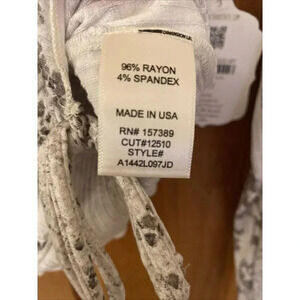 96% RAYON
4% SPANDEX
MADE IN USA
RN# 157389
CUT#12510
STYLE#
A1442L097JD